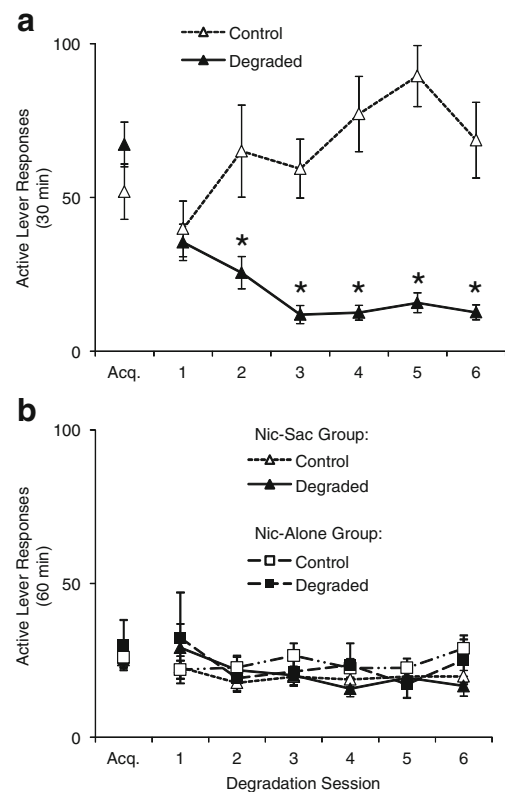 a
Control
Degraded
Active Lever Responses
(30 min)
100
50
0
*
*
*
*
*
Acq. 1 2 3 4 5 6
b
Nic-Sac Group:
Control
Degraded
Nic-Alone Group:
Control
Degraded
Active Lever Responses
(60 min)
100
50
0
Acq. 1 2 3 4 5 6
Degradation Session